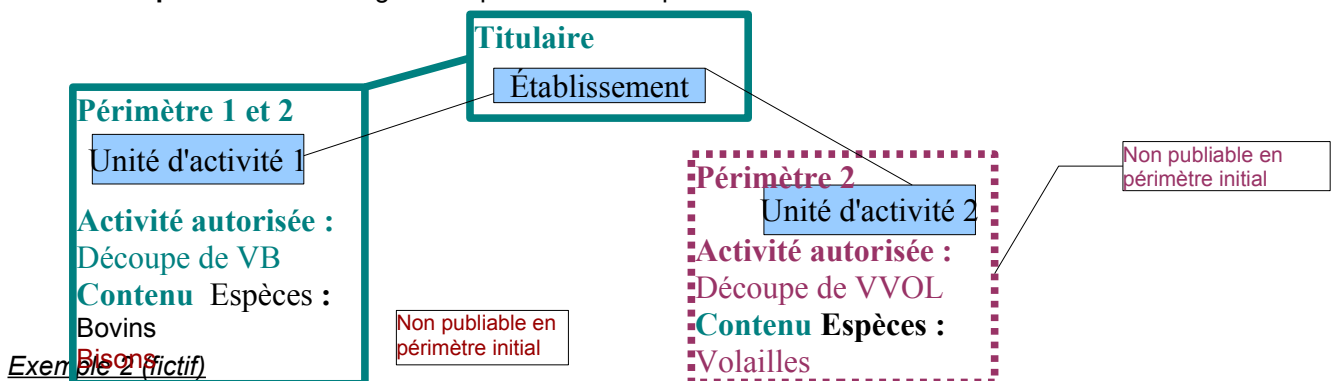 Titulaire
Établissement
Périmètre 1 et 2
Unité d'activité 1
Activité autorisée :
Découpe de VB
Contenu Espèces :
Bovins
Bisons
Non publiable en
périmètre initial
Périmètre 2
Unité d'activité 2
Activité autorisée :
Découpe de VVOL
Contenu Espèces :
Volailles
Non publiable en
périmètre initial
Exemple 2 (fictif)